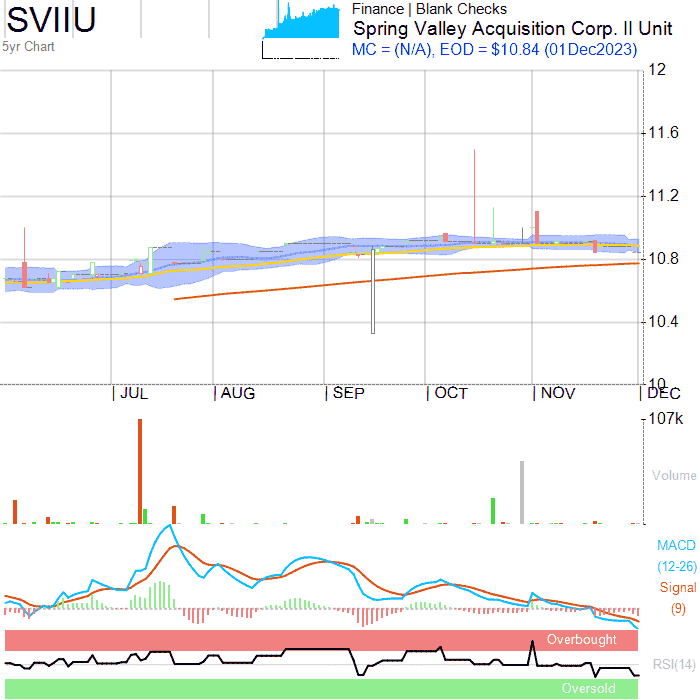 SVIIU
5yr Chart
Finance | Blank Checks
Spring Valley Acquisition Corp. II Unit
MC = (N/A), EOD = $10.84 (01Dec2023)
12
11.6
11.2
10.8
10.4
10
JUL AUG SEP OCT NOV DEC
107k
Volume
MACD
(12-26)
Signal
(9)
Overbought
RSI(14)
Oversold